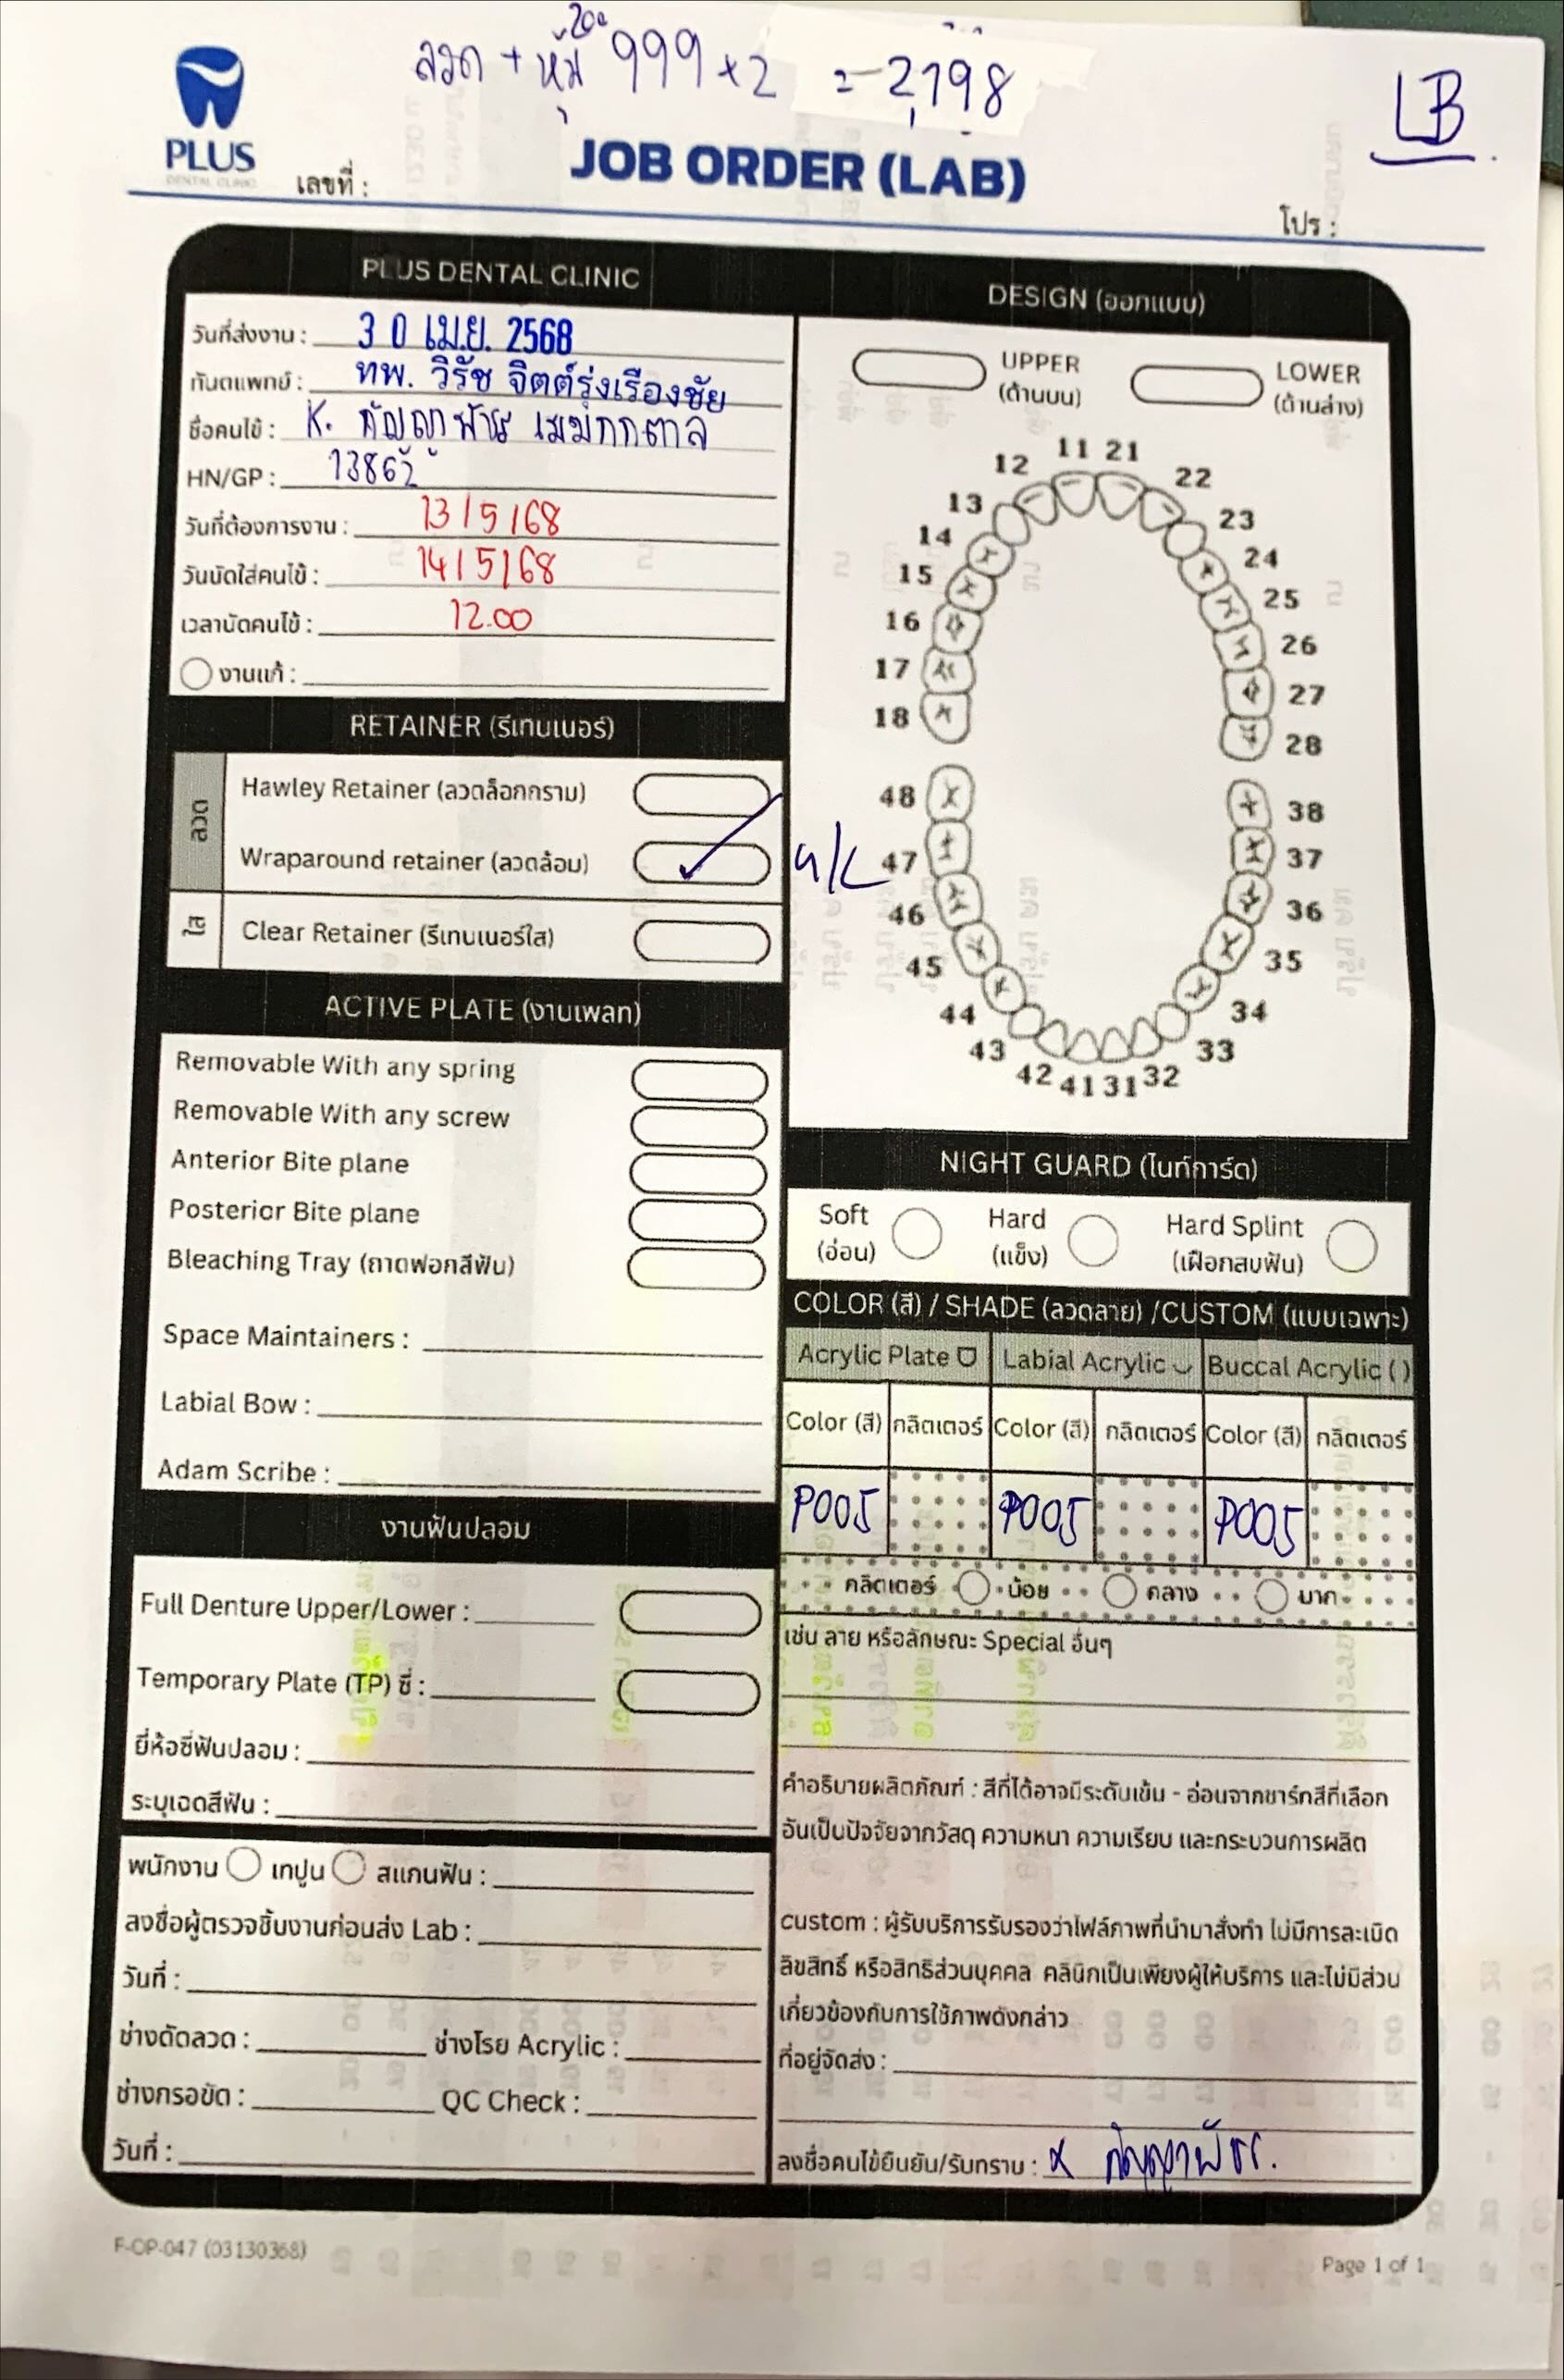 ลวด + หุ้ม 200 999 x 2 = 2,198
LB
PLUS
DENTAL CLINIC
เลขที่ :
JOB ORDER (LAB)
โปร :
PLUS DENTAL CLINIC
วันที่ส่งงาน : 30 เม.ย. 2568
ทันตแพทย์ : ทพ. วิรัช จิตต์รุ่งเรืองชัย
ชื่อคนไข้ : K. กัญญาพัชร
HN/GP : 13862
วันที่ต้องการงาน : 13/5/68
วันนัดใส่คนไข้ : 14/5/68
เวลานัดคนไข้ : 12.00
งานแก้ :
RETAINER (รีเทนเนอร์)
ลวด
Hawley Retainer (ลวดล็อกกราม)
Wraparound retainer (ลวดล้อม)
u/L
ใส
Clear Retainer (รีเทนเนอร์ใส)
ACTIVE PLATE (งานเพลท)
Removable With any spring
Removable With any screw
Anterior Bite plane
Posterior Bite plane
Bleaching Tray (ถาดฟอกสีฟัน)
Space Maintainers :
Labial Bow :
Adam Scribe :
งานฟันปลอม
Full Denture Upper/Lower :
Temporary Plate (TP) ซี่ :
ยี่ห้อซี่ฟันปลอม :
ระบุเฉดสีฟัน :
พนักงาน เทปูน สแกนฟัน :
ลงชื่อผู้ตรวจชิ้นงานก่อนส่ง Lab :
วันที่ :
ช่างดัดลวด : ช่างโรย Acrylic :
ช่างกรอขัด : QC Check :
วันที่ :
DESIGN (ออกแบบ)
UPPER
(ด้านบน)
LOWER
(ด้านล่าง)
11 21
12 22
13 23
14 24
15 25
16 26
17 27
18 28
48 38
47 37
46 36
45 35
44 34
43 33
42 41 31 32
NIGHT GUARD (ไนท์การ์ด)
Soft
(อ่อน)
Hard
(แข็ง)
Hard Splint
(เฝือกสบฟัน)
COLOR (สี) / SHADE (ลวดลาย) /CUSTOM (แบบเฉพาะ)
Acrylic Plate Labial Acrylic Buccal Acrylic ( )
Color (สี) กลิตเตอร์ Color (สี) กลิตเตอร์ Color (สี) กลิตเตอร์
P005 P005 P005
กลิตเตอร์ น้อย กลาง มาก
เช่น ลาย หรือลักษณะ Special อื่นๆ
คำอธิบายผลิตภัณฑ์ : สีที่ได้อาจมีระดับเข้ม - อ่อนจากชาร์ทสีที่เลือก
อันเป็นปัจจัยจากวัสดุ ความหนา ความเรียบ และกระบวนการผลิต
custom : ผู้รับบริการรับรองว่าไฟล์ภาพที่นำมาสั่งทำ ไม่มีการละเมิด
ลิขสิทธิ์ หรือสิทธิส่วนบุคคล คลินิกเป็นเพียงผู้ให้บริการ และไม่มีส่วน
เกี่ยวข้องกับการใช้ภาพดังกล่าว
ที่อยู่จัดส่ง :
ลงชื่อคนไข้ยืนยัน/รับทราบ : x กัญญาพัชร.
F-OP-047 (03130368)
Page 1 of 1